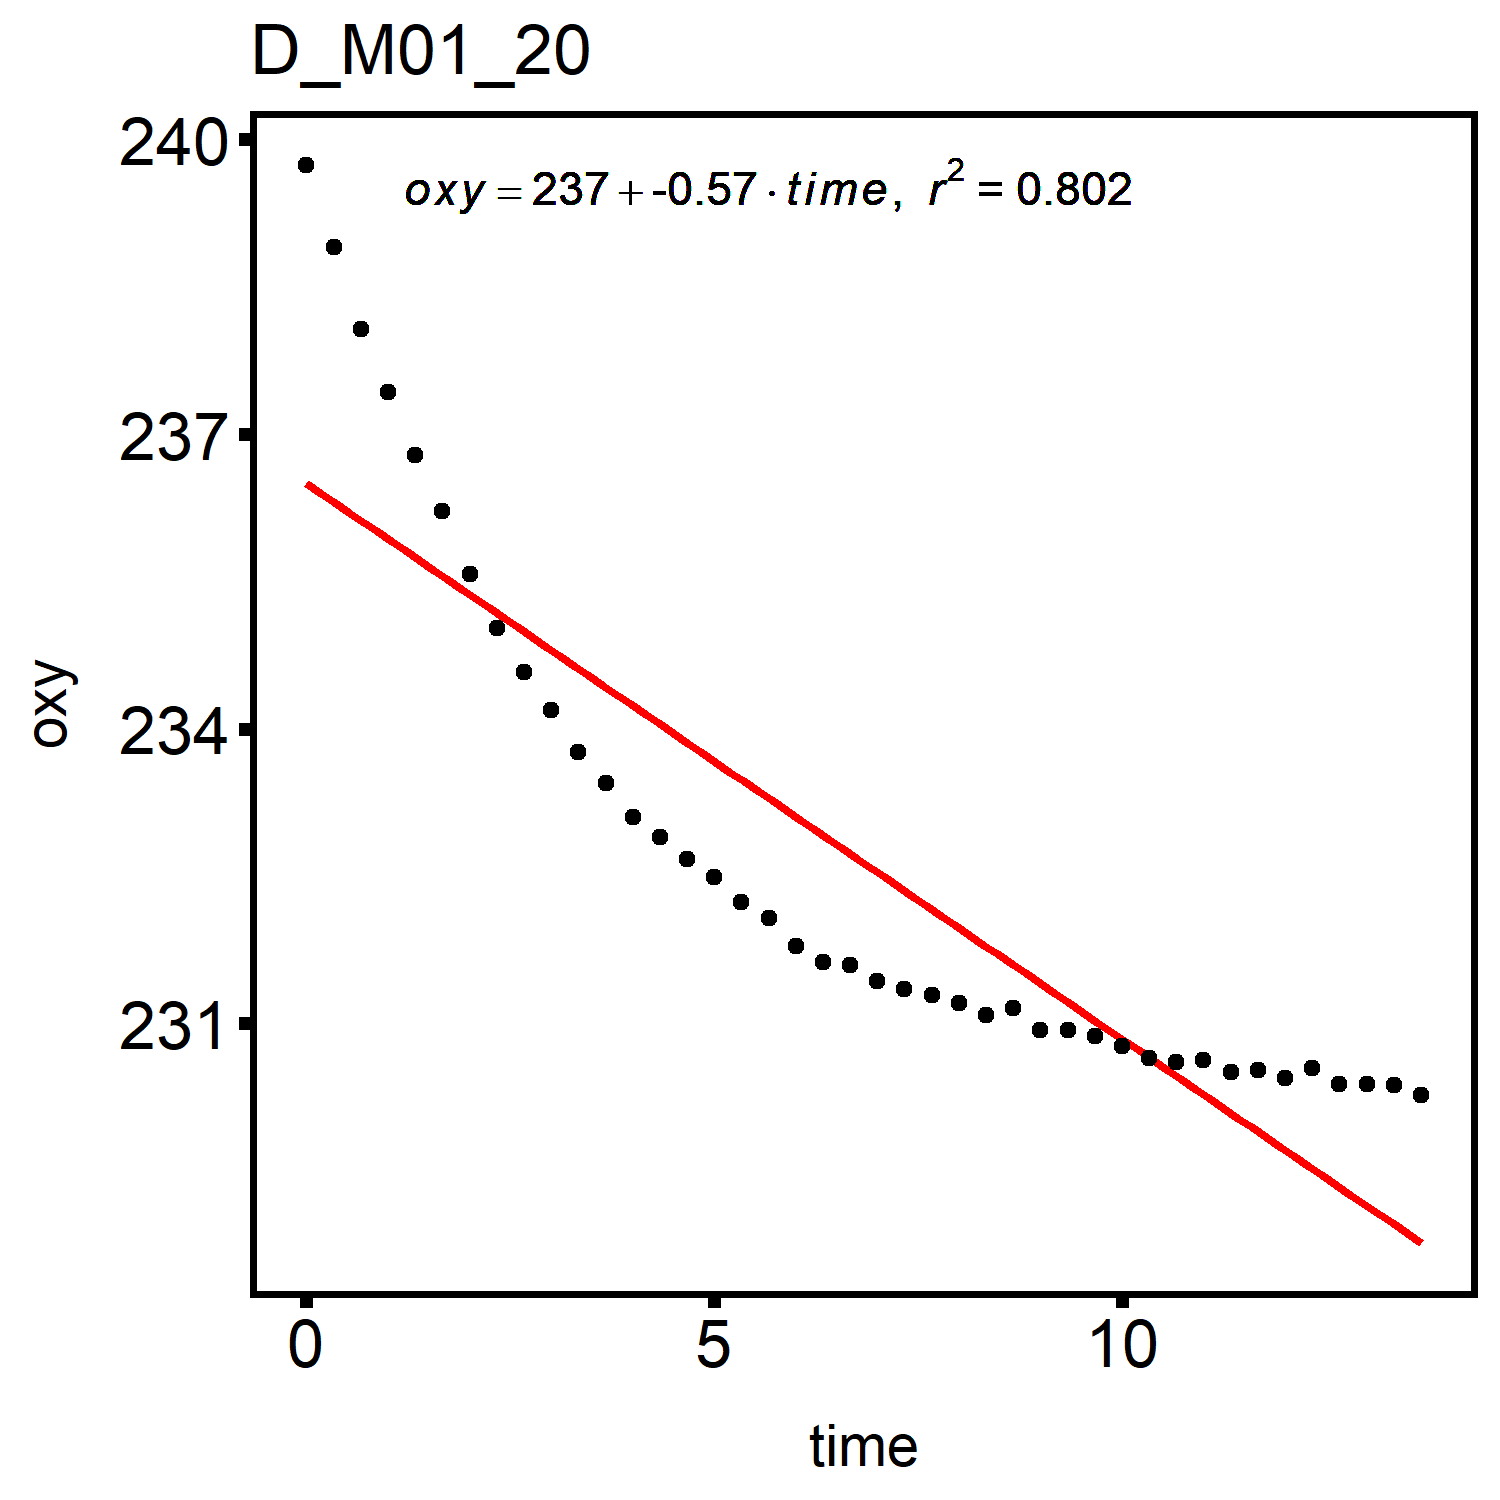 D_M01_20
240
oxy = 237 + -0.57 · time, r² = 0.802
237
234
231
oxy
0 5 10
time